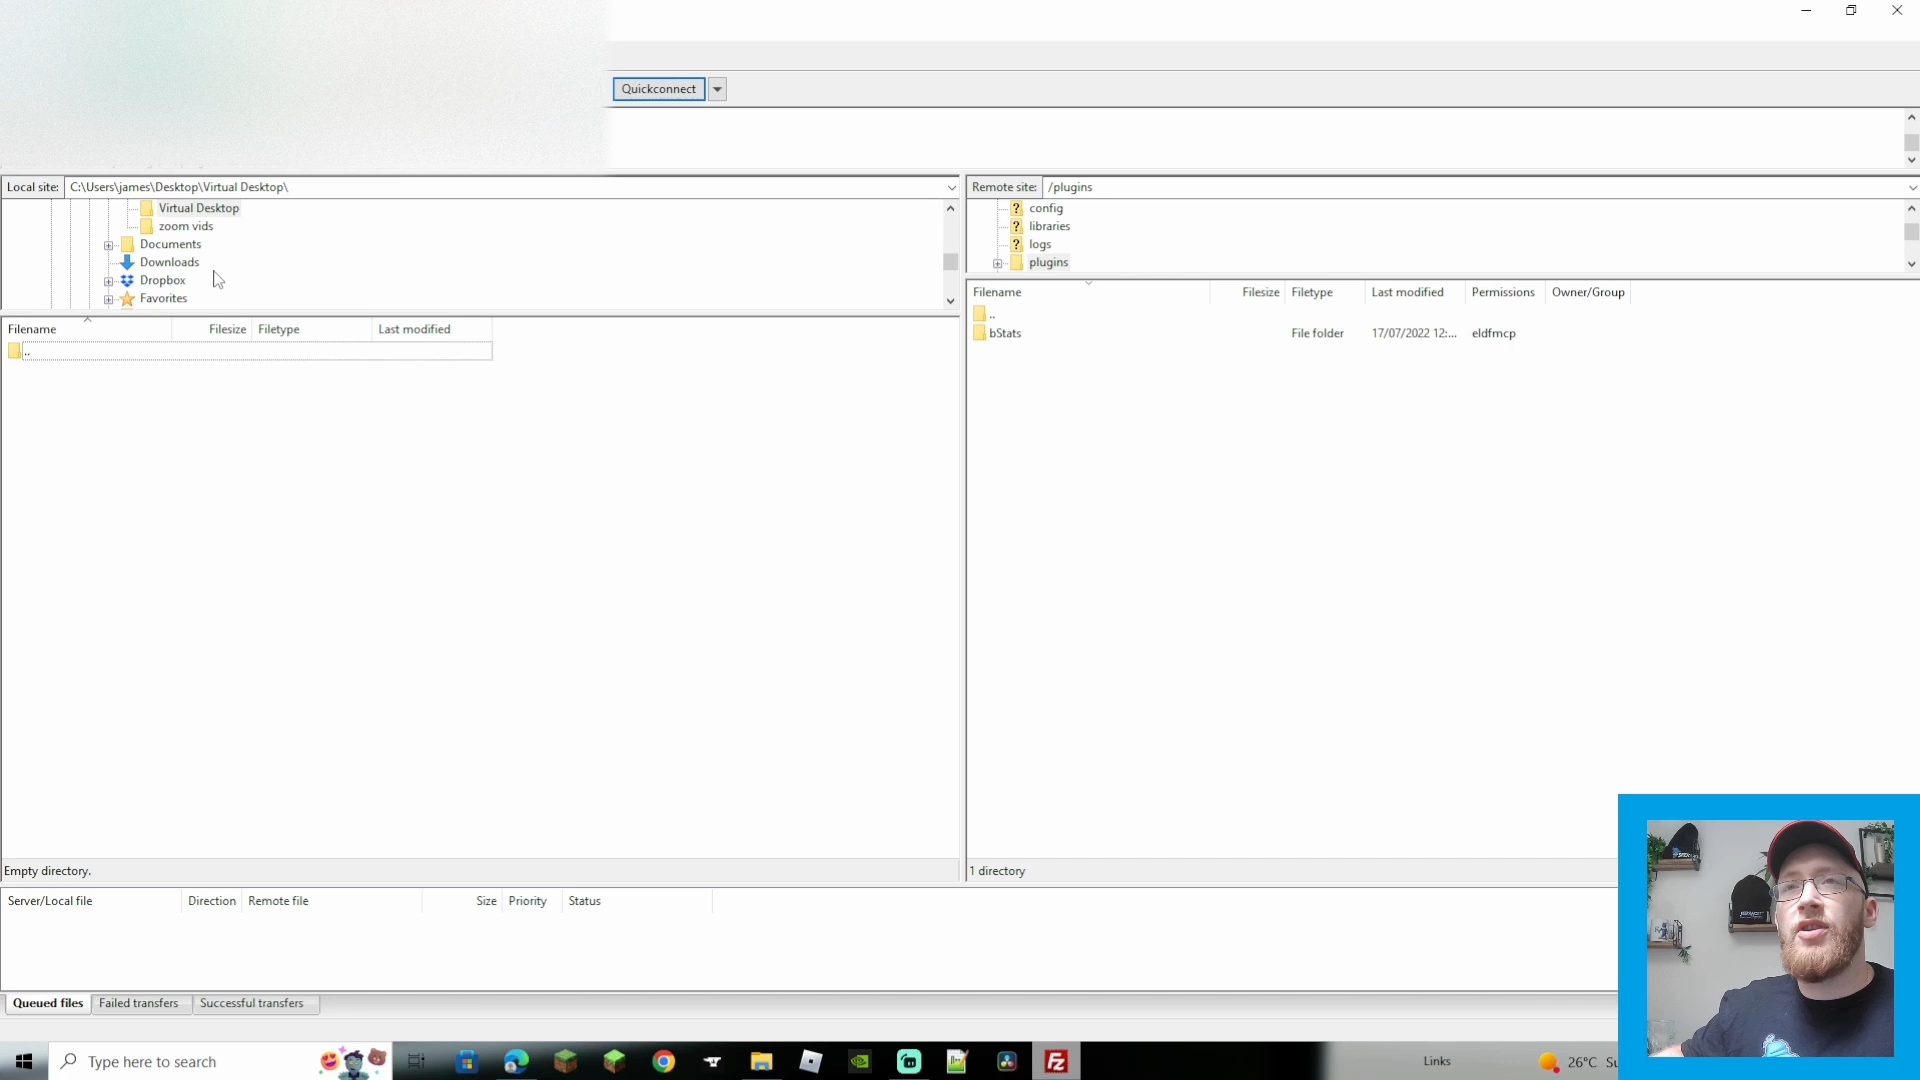 Quickconnect
Local site: C:\Users\james\Desktop\Virtual Desktop\
Virtual Desktop
zoom vids
Documents
Downloads
Dropbox
Favorites
Filename Filesize Filetype Last modified
..
Empty directory.
Remote site: /plugins
config
libraries
logs
plugins
Filename Filesize Filetype Last modified Permissions Owner/Group
..
bStats File folder 17/07/2022 12:... eldfmcp
1 directory
Server/Local file Direction Remote file Size Priority Status
Queued files Failed transfers Successful transfers
Type here to search Links 26°C Su